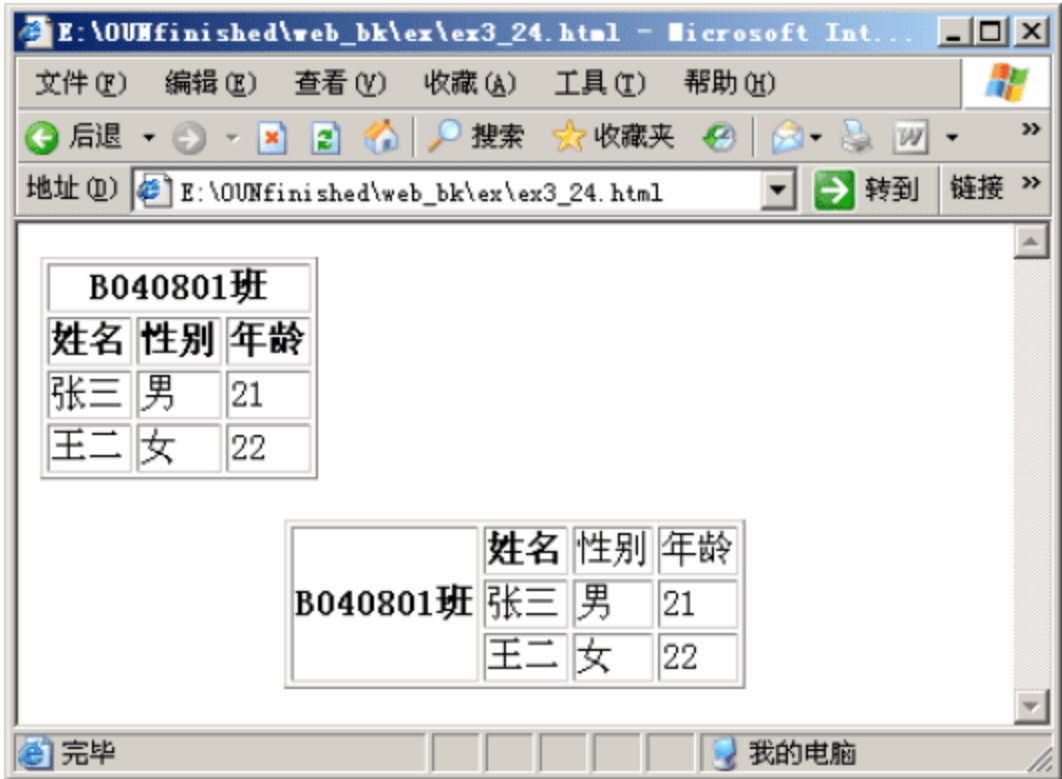 E:\OUNfinished\web_bk\ex\ex3_24.html - Microsoft Int...
文件(F) 编辑(E) 查看(V) 收藏(A) 工具(T) 帮助(H)
后退 搜索 收藏夹 W »
地址(D) E:\OUNfinished\web_bk\ex\ex3_24.html 转到 链接 »
B040801班
姓名 性别 年龄
张三 男 21
王二 女 22
B040801班 姓名 性别 年龄
张三 男 21
王二 女 22
完毕 我的电脑